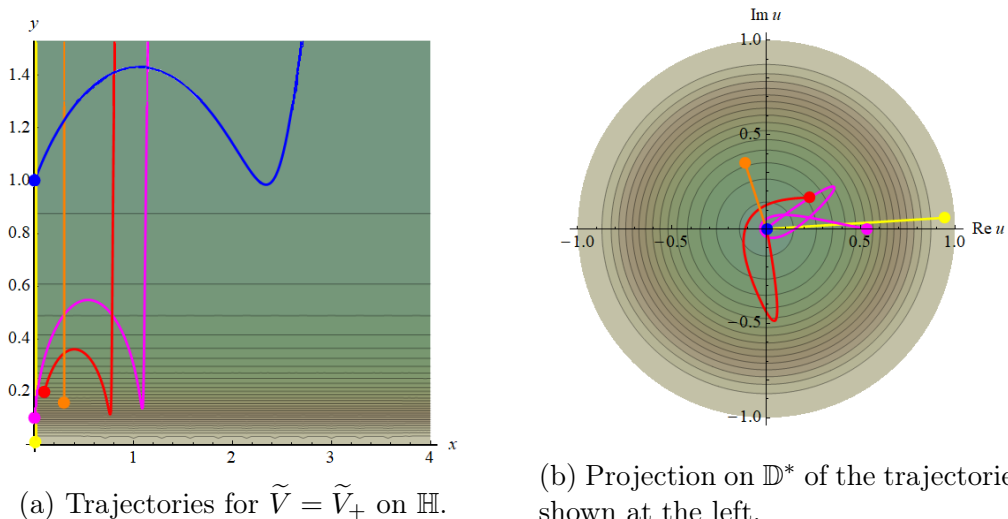 y
1.4
1.2
1.0
0.8
0.6
0.4
0.2
1
2
3
4
x
(a) Trajectories for Ṽ = Ṽ₊ on ℍ.
Im u
1.0
0.5
−1.0
−0.5
0.5
1.0
Re u
−0.5
−1.0
(b) Projection on 𝔻* of the trajectories
shown at the left.